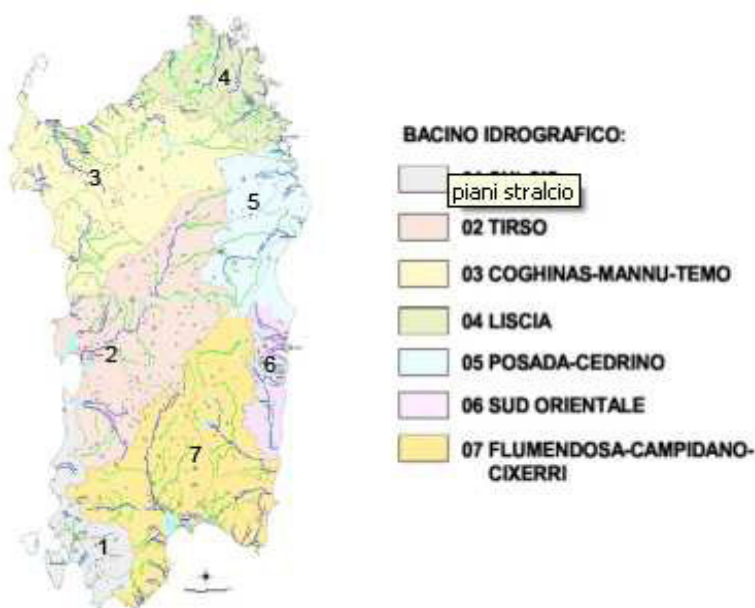 4
3
5
2
6
7
1
BACINO IDROGRAFICO:
piani stralcio
02 TIRSO
03 COGHINAS-MANNU-TEMO
04 LISCIA
05 POSADA-CEDRINO
06 SUD ORIENTALE
07 FLUMENDOSA-CAMPIDANO-
CIXERRI